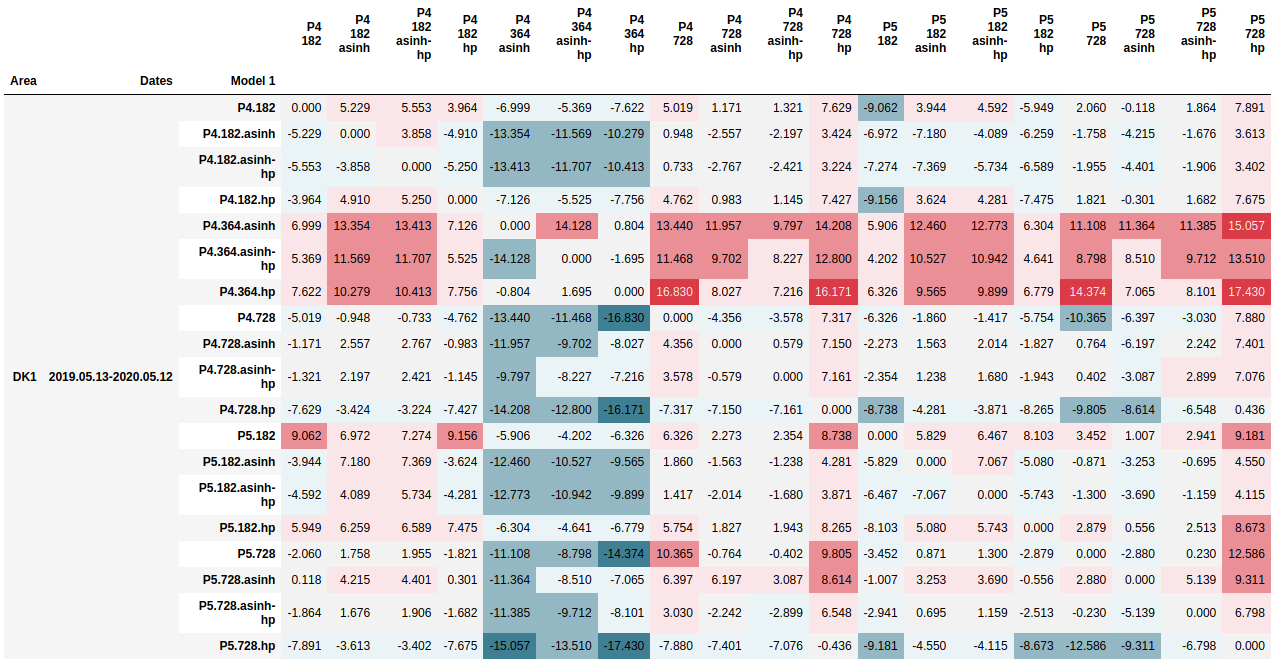 Area Dates Model 1 P4 182 P4 182 asinh P4 182 asinh-hp P4 182 hp P4 364 asinh P4 364 asinh-hp P4 364 hp P4 728 P4 728 asinh P4 728 asinh-hp P4 728 hp P5 182 P5 182 asinh P5 182 asinh-hp P5 182 hp P5 728 P5 728 asinh P5 728 asinh-hp P5 728 hp
P4.182 0.000 5.229 5.553 3.964 -6.999 -5.369 -7.622 5.019 1.171 1.321 7.629 -9.062 3.944 4.592 -5.949 2.060 -0.118 1.864 7.891
P4.182.asinh -5.229 0.000 3.858 -4.910 -13.354 -11.569 -10.279 0.948 -2.557 -2.197 3.424 -6.972 -7.180 -4.089 -6.259 -1.758 -4.215 -1.676 3.613
P4.182.asinh-hp -5.553 -3.858 0.000 -5.250 -13.413 -11.707 -10.413 0.733 -2.767 -2.421 3.224 -7.274 -7.369 -5.734 -6.589 -1.955 -4.401 -1.906 3.402
P4.182.hp -3.964 4.910 5.250 0.000 -7.126 -5.525 -7.756 4.762 0.983 1.145 7.427 -9.156 3.624 4.281 -7.475 1.821 -0.301 1.682 7.675
P4.364.asinh 6.999 13.354 13.413 7.126 0.000 14.128 0.804 13.440 11.957 9.797 14.208 5.906 12.460 12.773 6.304 11.108 11.364 11.385 15.057
P4.364.asinh-hp 5.369 11.569 11.707 5.525 -14.128 0.000 -1.695 11.468 9.702 8.227 12.800 4.202 10.527 10.942 4.641 8.798 8.510 9.712 13.510
P4.364.hp 7.622 10.279 10.413 7.756 -0.804 1.695 0.000 16.830 8.027 7.216 16.171 6.326 9.565 9.899 6.779 14.374 7.065 8.101 17.430
P4.728 -5.019 -0.948 -0.733 -4.762 -13.440 -11.468 -16.830 0.000 -4.356 -3.578 7.317 -6.326 -1.860 -1.417 -5.754 -10.365 -6.397 -3.030 7.880
P4.728.asinh -1.171 2.557 2.767 -0.983 -11.957 -9.702 -8.027 4.356 0.000 0.579 7.150 -2.273 1.563 2.014 -1.827 0.764 -6.197 2.242 7.401
DK1 2019.05.13-2020.05.12 P4.728.asinh-hp -1.321 2.197 2.421 -1.145 -9.797 -8.227 -7.216 3.578 -0.579 0.000 7.161 -2.354 1.238 1.680 -1.943 0.402 -3.087 2.899 7.076
P4.728.hp -7.629 -3.424 -3.224 -7.427 -14.208 -12.800 -16.171 -7.317 -7.150 -7.161 0.000 -8.738 -4.281 -3.871 -8.265 -9.805 -8.614 -6.548 0.436
P5.182 9.062 6.972 7.274 9.156 -5.906 -4.202 -6.326 6.326 2.273 2.354 8.738 0.000 5.829 6.467 8.103 3.452 1.007 2.941 9.181
P5.182.asinh -3.944 7.180 7.369 -3.624 -12.460 -10.527 -9.565 1.860 -1.563 -1.238 4.281 -5.829 0.000 7.067 -5.080 -0.871 -3.253 -0.695 4.550
P5.182.asinh-hp -4.592 4.089 5.734 -4.281 -12.773 -10.942 -9.899 1.417 -2.014 -1.680 3.871 -6.467 -7.067 0.000 -5.743 -1.300 -3.690 -1.159 4.115
P5.182.hp 5.949 6.259 6.589 7.475 -6.304 -4.641 -6.779 5.754 1.827 1.943 8.265 -8.103 5.080 5.743 0.000 2.879 0.556 2.513 8.673
P5.728 -2.060 1.758 1.955 -1.821 -11.108 -8.798 -14.374 10.365 -0.764 -0.402 9.805 -3.452 0.871 1.300 -2.879 0.000 -2.880 0.230 12.586
P5.728.asinh 0.118 4.215 4.401 0.301 -11.364 -8.510 -7.065 6.397 6.197 3.087 8.614 -1.007 3.253 3.690 -0.556 2.880 0.000 5.139 9.311
P5.728.asinh-hp -1.864 1.676 1.906 -1.682 -11.385 -9.712 -8.101 3.030 -2.242 -2.899 6.548 -2.941 0.695 1.159 -2.513 -0.230 -5.139 0.000 6.798
P5.728.hp -7.891 -3.613 -3.402 -7.675 -15.057 -13.510 -17.430 -7.880 -7.401 -7.076 -0.436 -9.181 -4.550 -4.115 -8.673 -12.586 -9.311 -6.798 0.000